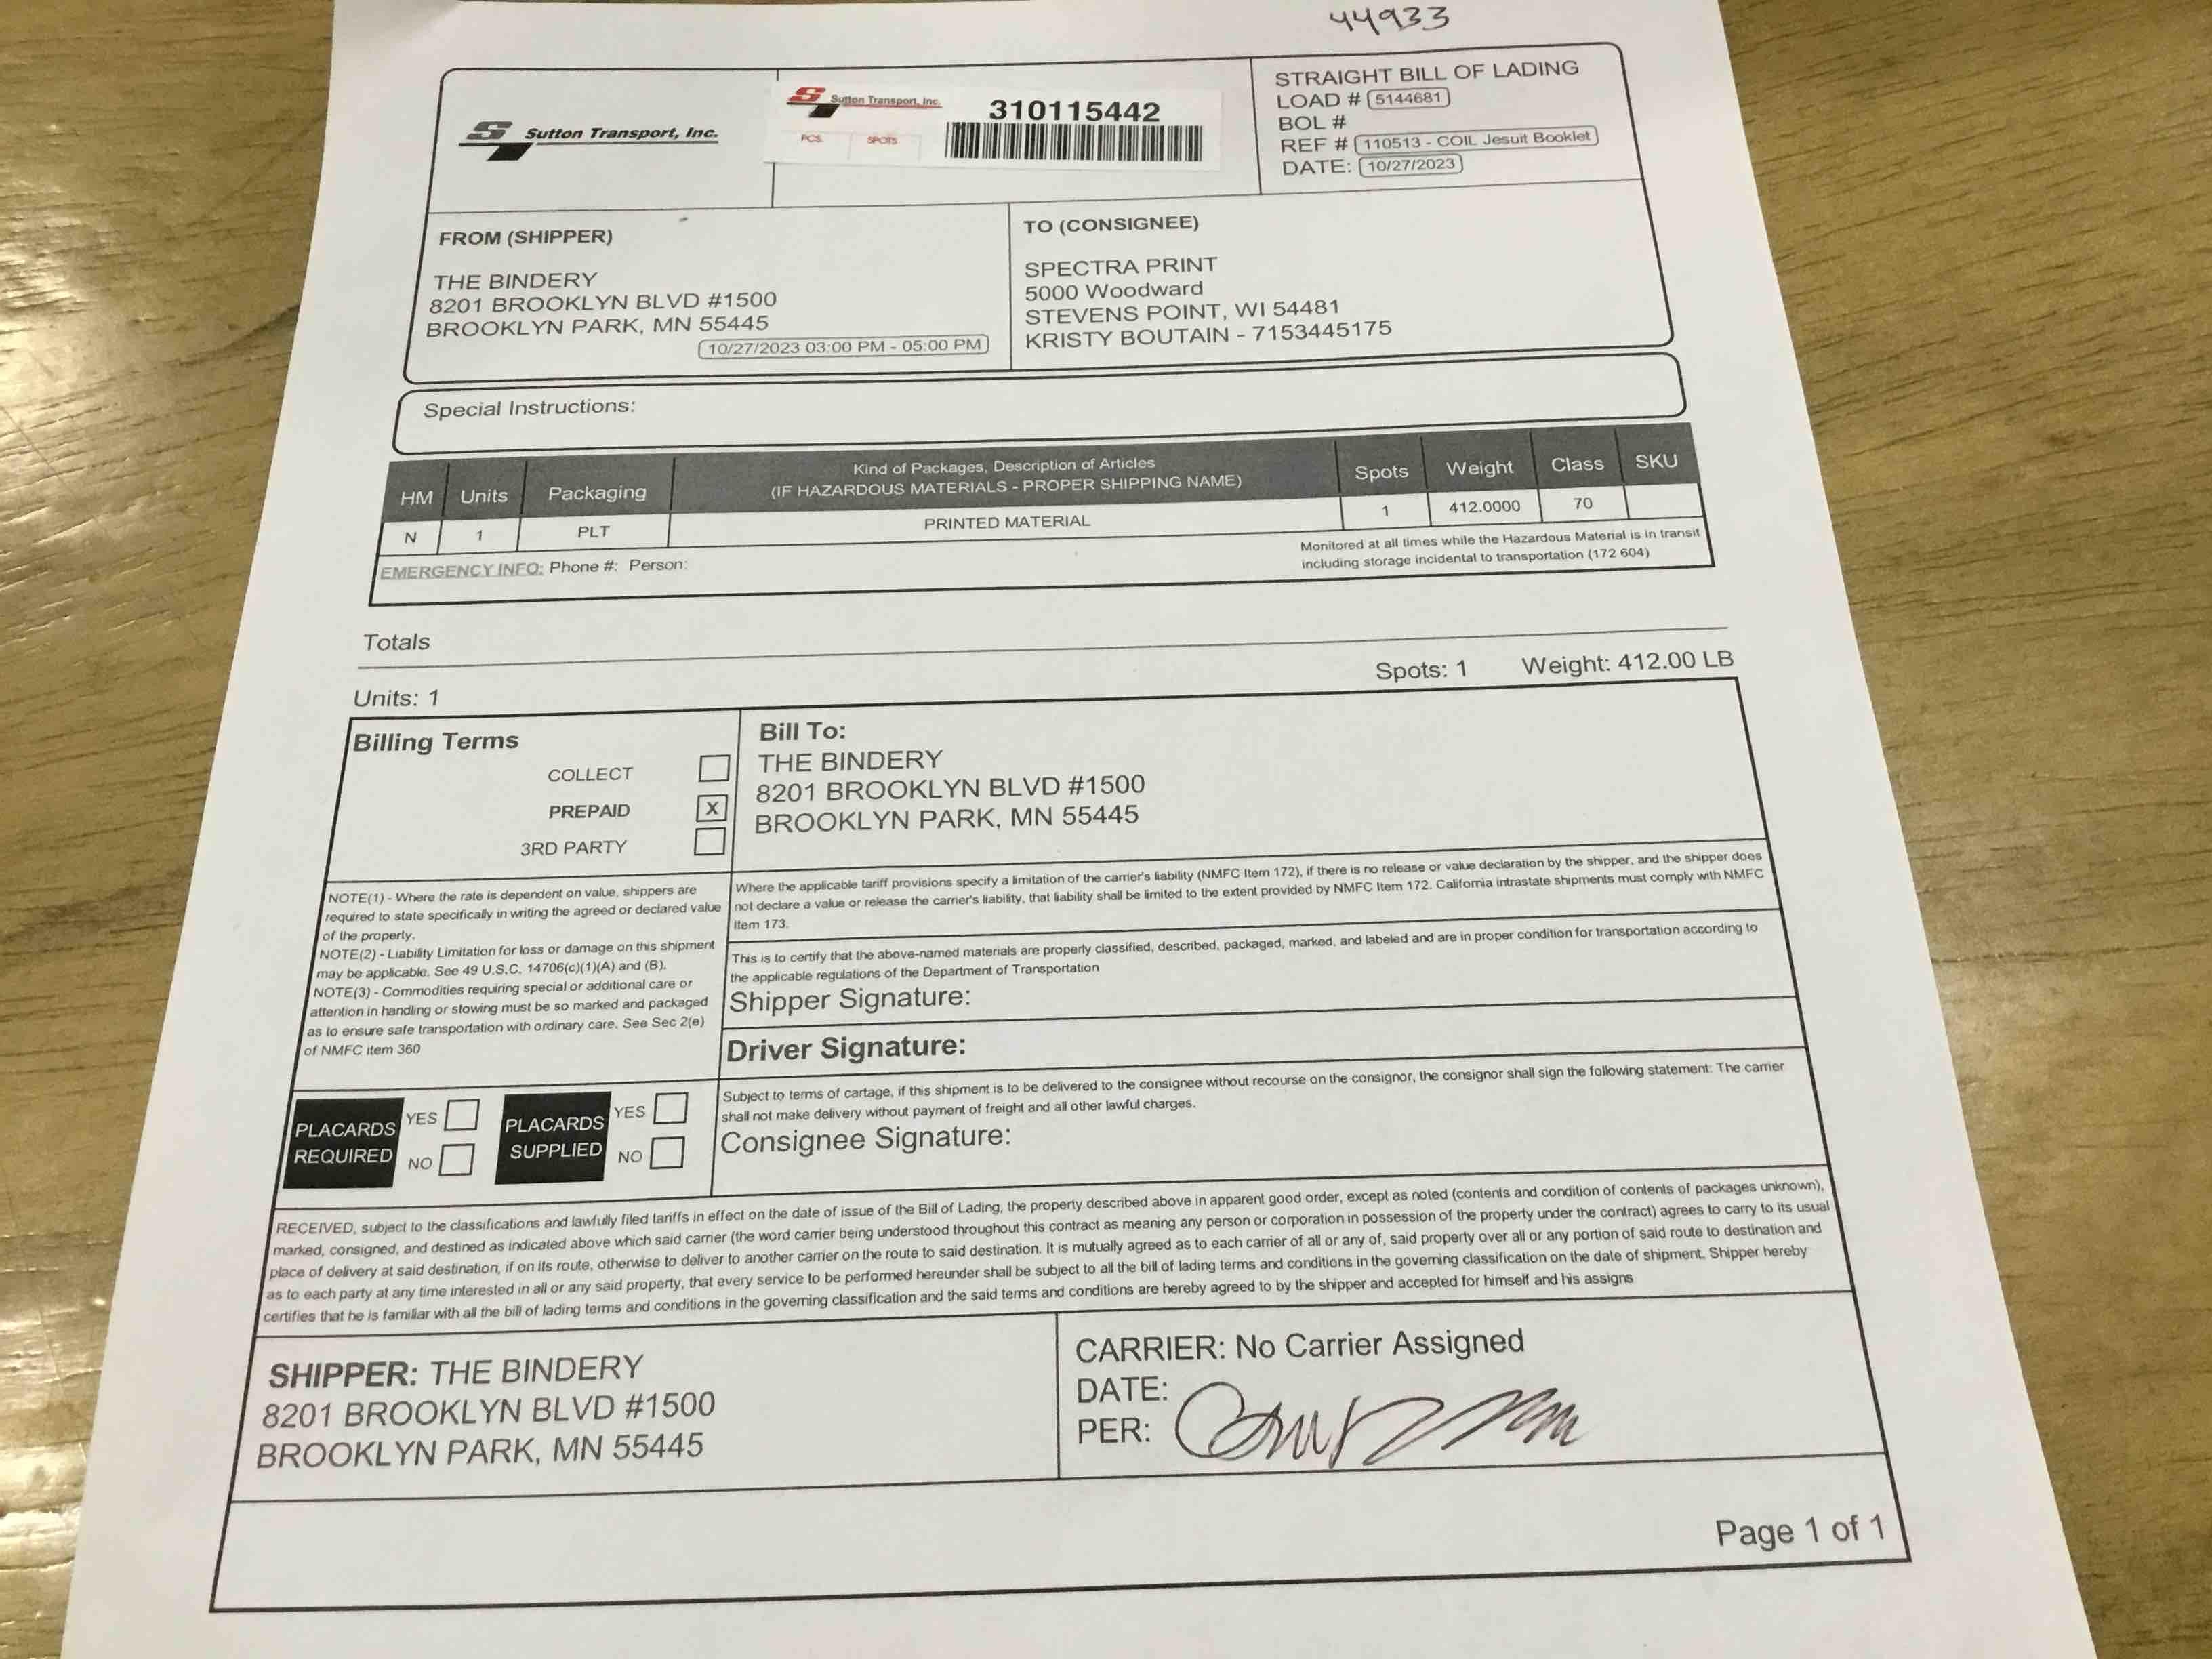 44933
Sutton Transport, Inc.
Sutton Transport, Inc.
PCS.
SPOTS
310115442
STRAIGHT BILL OF LADING
LOAD # 5144681
BOL #
REF # 110513 - COIL Jesuit Booklet
DATE: 10/27/2023
FROM (SHIPPER)
THE BINDERY
8201 BROOKLYN BLVD #1500
BROOKLYN PARK, MN 55445
10/27/2023 03:00 PM - 05:00 PM
TO (CONSIGNEE)
SPECTRA PRINT
5000 Woodward
STEVENS POINT, WI 54481
KRISTY BOUTAIN - 7153445175
Special Instructions:
HM Units Packaging Kind of Packages, Description of Articles Spots Weight Class SKU
(IF HAZARDOUS MATERIALS - PROPER SHIPPING NAME)
N 1 PLT PRINTED MATERIAL 1 412.0000 70
EMERGENCY INFO: Phone #: Person:
Monitored at all times while the Hazardous Material is in transit
including storage incidental to transportation (172 604)
Totals
Units: 1 Spots: 1 Weight: 412.00 LB
Billing Terms
COLLECT
PREPAID X
3RD PARTY
Bill To:
THE BINDERY
8201 BROOKLYN BLVD #1500
BROOKLYN PARK, MN 55445
NOTE(1) - Where the rate is dependent on value, shippers are
required to state specifically in writing the agreed or declared value
of the property.
NOTE(2) - Liability Limitation for loss or damage on this shipment
may be applicable. See 49 U.S.C. 14706(c)(1)(A) and (B).
NOTE(3) - Commodities requiring special or additional care or
attention in handling or stowing must be so marked and packaged
as to ensure safe transportation with ordinary care. See Sec 2(e)
of NMFC item 360
Where the applicable tariff provisions specify a limitation of the carrier's liability (NMFC Item 172), if there is no release or value declaration by the shipper, and the shipper does
not declare a value or release the carrier's liability, that liability shall be limited to the extent provided by NMFC Item 172. California intrastate shipments must comply with NMFC
Item 173.
This is to certify that the above-named materials are properly classified, described, packaged, marked, and labeled and are in proper condition for transportation according to
the applicable regulations of the Department of Transportation
Shipper Signature:
Driver Signature:
Subject to terms of cartage, if this shipment is to be delivered to the consignee without recourse on the consignor, the consignor shall sign the following statement: The carrier
shall not make delivery without payment of freight and all other lawful charges.
Consignee Signature:
PLACARDS REQUIRED YES NO
PLACARDS SUPPLIED YES NO
RECEIVED, subject to the classifications and lawfully filed tariffs in effect on the date of issue of the Bill of Lading, the property described above in apparent good order, except as noted (contents and condition of contents of packages unknown),
marked, consigned, and destined as indicated above which said carrier (the word carrier being understood throughout this contract as meaning any person or corporation in possession of the property under the contract) agrees to carry to its usual
place of delivery at said destination, if on its route, otherwise to deliver to another carrier on the route to said destination. It is mutually agreed as to each carrier of all or any of, said property over all or any portion of said route to destination and
as to each party at any time interested in all or any said property, that every service to be performed hereunder shall be subject to all the bill of lading terms and conditions in the governing classification on the date of shipment. Shipper hereby
certifies that he is familiar with all the bill of lading terms and conditions in the governing classification and the said terms and conditions are hereby agreed to by the shipper and accepted for himself and his assigns
SHIPPER: THE BINDERY
8201 BROOKLYN BLVD #1500
BROOKLYN PARK, MN 55445
CARRIER: No Carrier Assigned
DATE:
PER:
Page 1 of 1